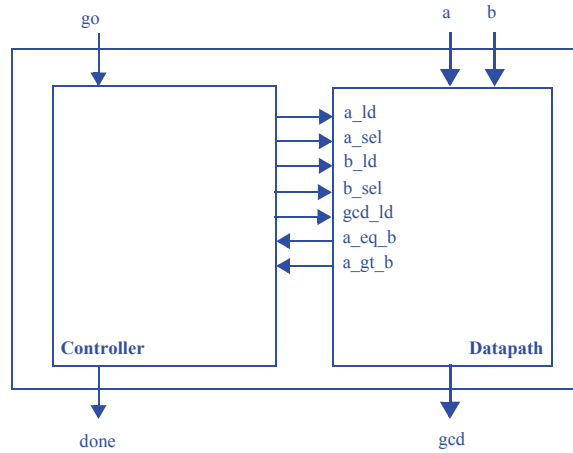 go
a
b
a_ld
a_sel
b_ld
b_sel
gcd_ld
a_eq_b
a_gt_b
Controller
Datapath
done
gcd